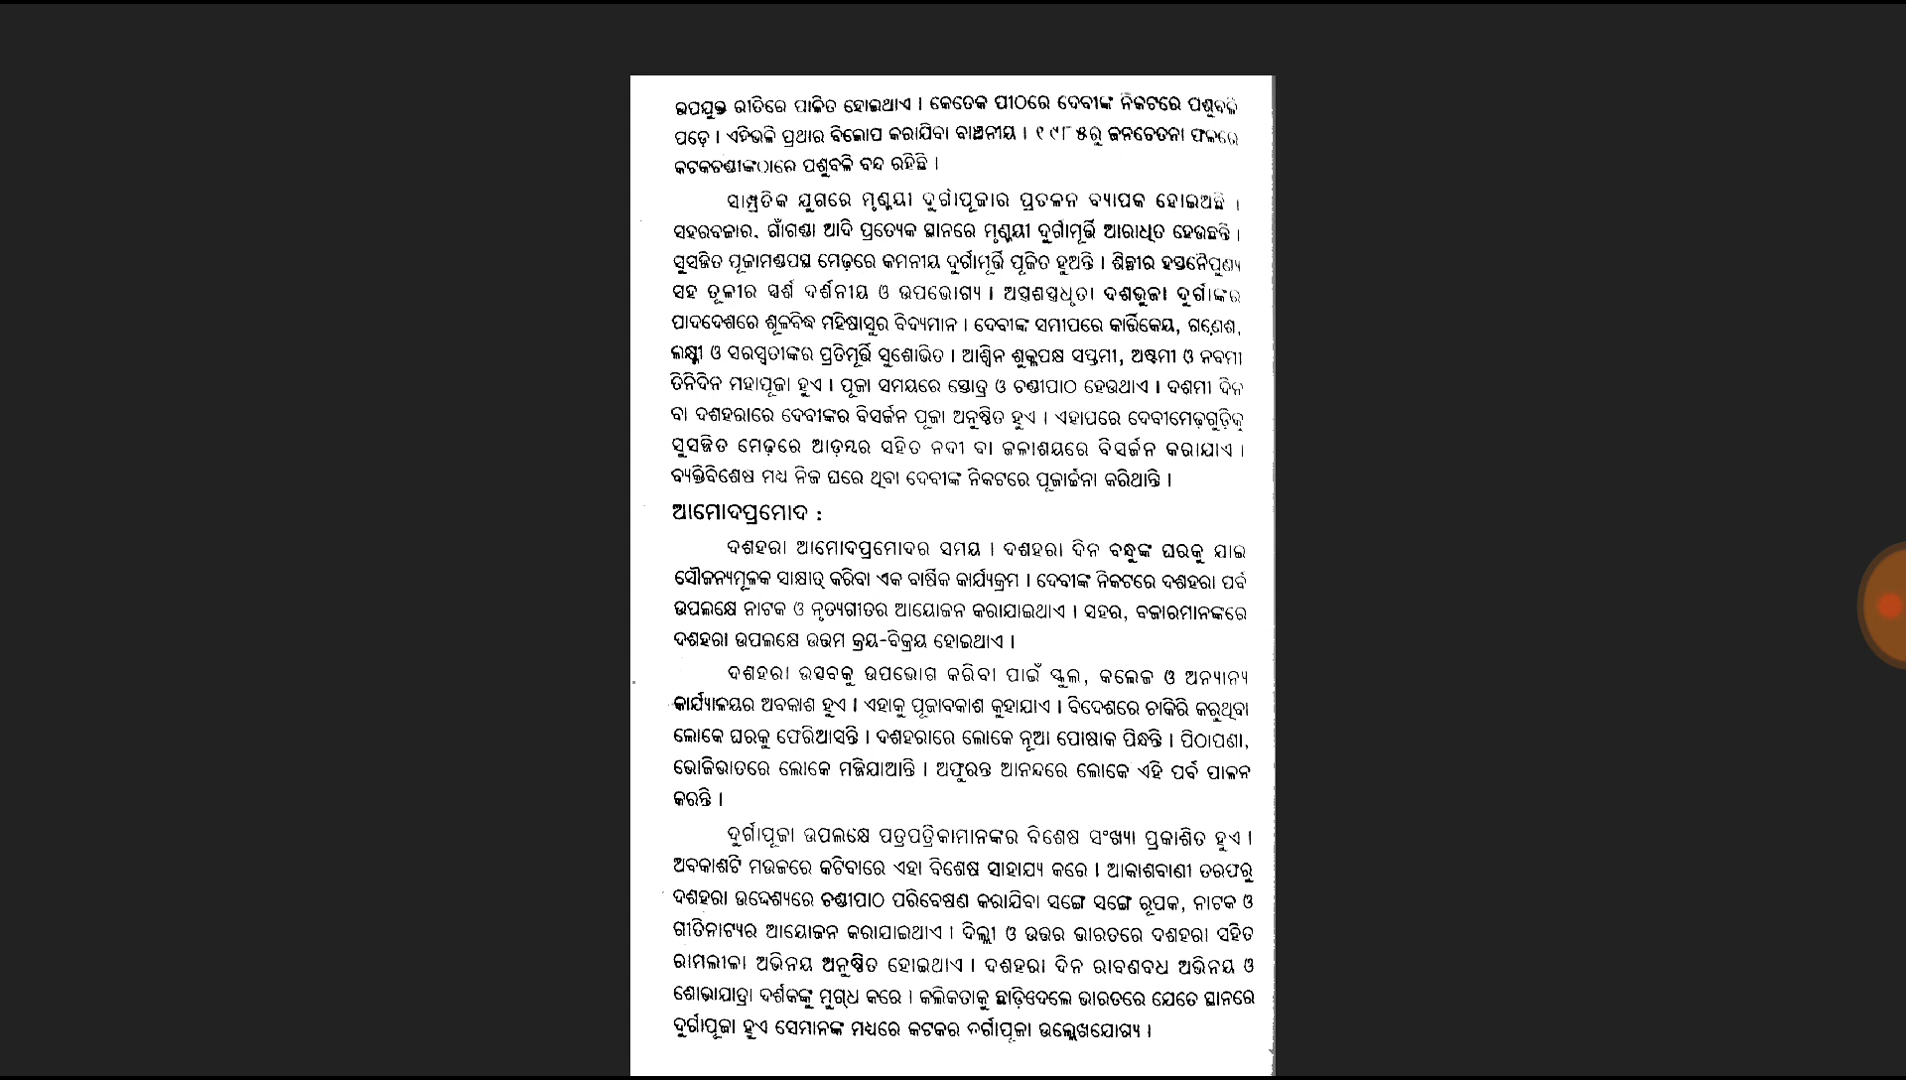 ଉପଯୁକ୍ତ ରୀତିରେ ପାଳିତ ହୋଇଥାଏ । କେତେକ ପୀଠରେ ଦେବୀଙ୍କ ନିକଟରେ ପଶୁବଳି
ପଡ଼େ । ଏହିଭଳି ପ୍ରଥାର ବିଲୋପ କରାଯିବା ବାଞ୍ଚନୀୟ । ୧୯୮୫ରୁ ଜନଚେତନା ଫଳରେ
କଟକଚଣ୍ଡୀଙ୍କଠାରେ ପଶୁବଳି ବନ୍ଦ ରହିଛି ।
ସାମ୍ପ୍ରତିକ ଯୁଗରେ ମୃଣ୍ମୟୀ ଦୁର୍ଗାପୂଜାର ପ୍ରଚଳନ ବ୍ୟାପକ ହୋଇଅଛି ।
ସହରବଜାର, ଗାଁଗଣ୍ଡା ଆଦି ପ୍ରତ୍ୟେକ ସ୍ଥାନରେ ମୃଣ୍ମୟୀ ଦୁର୍ଗାମୂର୍ତ୍ତି ଆରାଧିତ ହେଉଛନ୍ତି ।
ସୁସଜ୍ଜିତ ପୂଜାମଣ୍ଡପସ୍ଥ ମେଢ଼ରେ କମନୀୟ ଦୁର୍ଗାମୂର୍ତ୍ତି ପୂଜିତ ହୁଅନ୍ତି । ଶିଳ୍ପୀର ହସ୍ତନୈପୁଣ୍ୟ
ସହ ତୂଳୀର ସ୍ପର୍ଶ ଦର୍ଶନୀୟ ଓ ଉପଭୋଗ୍ୟ । ଅସ୍ତ୍ରଶସ୍ତ୍ରଧୃତା ଦଶଭୁଜା ଦୁର୍ଗାଙ୍କର
ପାଦଦେଶରେ ଶୂଳବିଦ୍ଧ ମହିଷାସୁର ବିଦ୍ୟମାନ । ଦେବୀଙ୍କ ସମୀପରେ କାର୍ତ୍ତିକେୟ, ଗଣେଶ,
ଲକ୍ଷ୍ମୀ ଓ ସରସ୍ୱତୀଙ୍କର ପ୍ରତିମୂର୍ତ୍ତି ସୁଶୋଭିତ । ଆଶ୍ୱିନ ଶୁକ୍ଳପକ୍ଷ ସପ୍ତମୀ, ଅଷ୍ଟମୀ ଓ ନବମୀ
ତିନିଦିନ ମହାପୂଜା ହୁଏ । ପୂଜା ସମୟରେ ସ୍ତୋତ୍ର ଓ ଚଣ୍ଡୀପାଠ ହେଉଥାଏ । ଦଶମୀ ଦିନ
ବା ଦଶହରାରେ ଦେବୀଙ୍କର ବିସର୍ଜନ ପୂଜା ଅନୁଷ୍ଠିତ ହୁଏ । ଏହାପରେ ଦେବୀମେଢ଼ଗୁଡ଼ିକୁ
ସୁସଜ୍ଜିତ ମେଢ଼ରେ ଆଡ଼ମ୍ବର ସହିତ ନଦୀ ବା ଜଳାଶୟରେ ବିସର୍ଜନ କରାଯାଏ ।
ବ୍ୟକ୍ତିବିଶେଷ ମଧ୍ୟ ନିଜ ଘରେ ଥିବା ଦେବୀଙ୍କ ନିକଟରେ ପୂଜାର୍ଚ୍ଚନା କରିଥାନ୍ତି ।
ଆମୋଦପ୍ରମୋଦ :
ଦଶହରା ଆମୋଦପ୍ରମୋଦର ସମୟ । ଦଶହରା ଦିନ ବନ୍ଧୁଙ୍କ ଘରକୁ ଯାଇ
ସୌଜନ୍ୟମୂଳକ ସାକ୍ଷାତ୍ କରିବା ଏକ ବାର୍ଷିକ କାର୍ଯ୍ୟକ୍ରମ । ଦେବୀଙ୍କ ନିକଟରେ ଦଶହରା ପର୍ବ
ଉପଲକ୍ଷେ ନାଟକ ଓ ନୃତ୍ୟଗୀତର ଆୟୋଜନ କରାଯାଇଥାଏ । ସହର, ବଜାରମାନଙ୍କରେ
ଦଶହରା ଉପଲକ୍ଷେ ଉତ୍ତମ କ୍ରୟ-ବିକ୍ରୟ ହୋଇଥାଏ ।
ଦଶହରା ଉତ୍ସବକୁ ଉପଭୋଗ କରିବା ପାଇଁ ସ୍କୁଲ, କଲେଜ ଓ ଅନ୍ୟାନ୍ୟ
କାର୍ଯ୍ୟାଳୟର ଅବକାଶ ହୁଏ । ଏହାକୁ ପୂଜାବକାଶ କୁହାଯାଏ । ବିଦେଶରେ ଚାକିରି କରୁଥିବା
ଲୋକେ ଘରକୁ ଫେରିଆସନ୍ତି । ଦଶହରାରେ ଲୋକେ ନୂଆ ପୋଷାକ ପିନ୍ଧନ୍ତି । ପିଠାପଣା,
ଭୋଜିଭାତରେ ଲୋକେ ମଜ୍ଜିଯାଆନ୍ତି । ଅଫୁରନ୍ତ ଆନନ୍ଦରେ ଲୋକେ ଏହି ପର୍ବ ପାଳନ
କରନ୍ତି ।
ଦୁର୍ଗାପୂଜା ଉପଲକ୍ଷେ ପତ୍ରପତ୍ରିକାମାନଙ୍କର ବିଶେଷ ସଂଖ୍ୟା ପ୍ରକାଶିତ ହୁଏ ।
ଅବକାଶଟି ମଉଜରେ କଟିବାରେ ଏହା ବିଶେଷ ସାହାଯ୍ୟ କରେ । ଆକାଶବାଣୀ ତରଫରୁ
ଦଶହରା ଉଦ୍ଦେଶ୍ୟରେ ଚଣ୍ଡୀପାଠ ପରିବେଷଣ କରାଯିବା ସଙ୍ଗେ ସଙ୍ଗେ ରୂପକ, ନାଟକ ଓ
ଗୀତିନାଟ୍ୟର ଆୟୋଜନ କରାଯାଇଥାଏ । ଦିଲ୍ଲୀ ଓ ଉତ୍ତର ଭାରତରେ ଦଶହରା ସହିତ
ରାମଲୀଳା ଅଭିନୟ ଅନୁଷ୍ଠିତ ହୋଇଥାଏ । ଦଶହରା ଦିନ ରାବଣବଧ ଅଭିନୟ ଓ
ଶୋଭାଯାତ୍ରା ଦର୍ଶକଙ୍କୁ ମୁଗ୍ଧ କରେ । କଲିକତାକୁ ଛାଡ଼ିଦେଲେ ଭାରତରେ ଯେତେ ସ୍ଥାନରେ
ଦୁର୍ଗାପୂଜା ହୁଏ ସେମାନଙ୍କ ମଧ୍ୟରେ କଟକର ଦୁର୍ଗାପୂଜା ଉଲ୍ଲେଖଯୋଗ୍ୟ ।